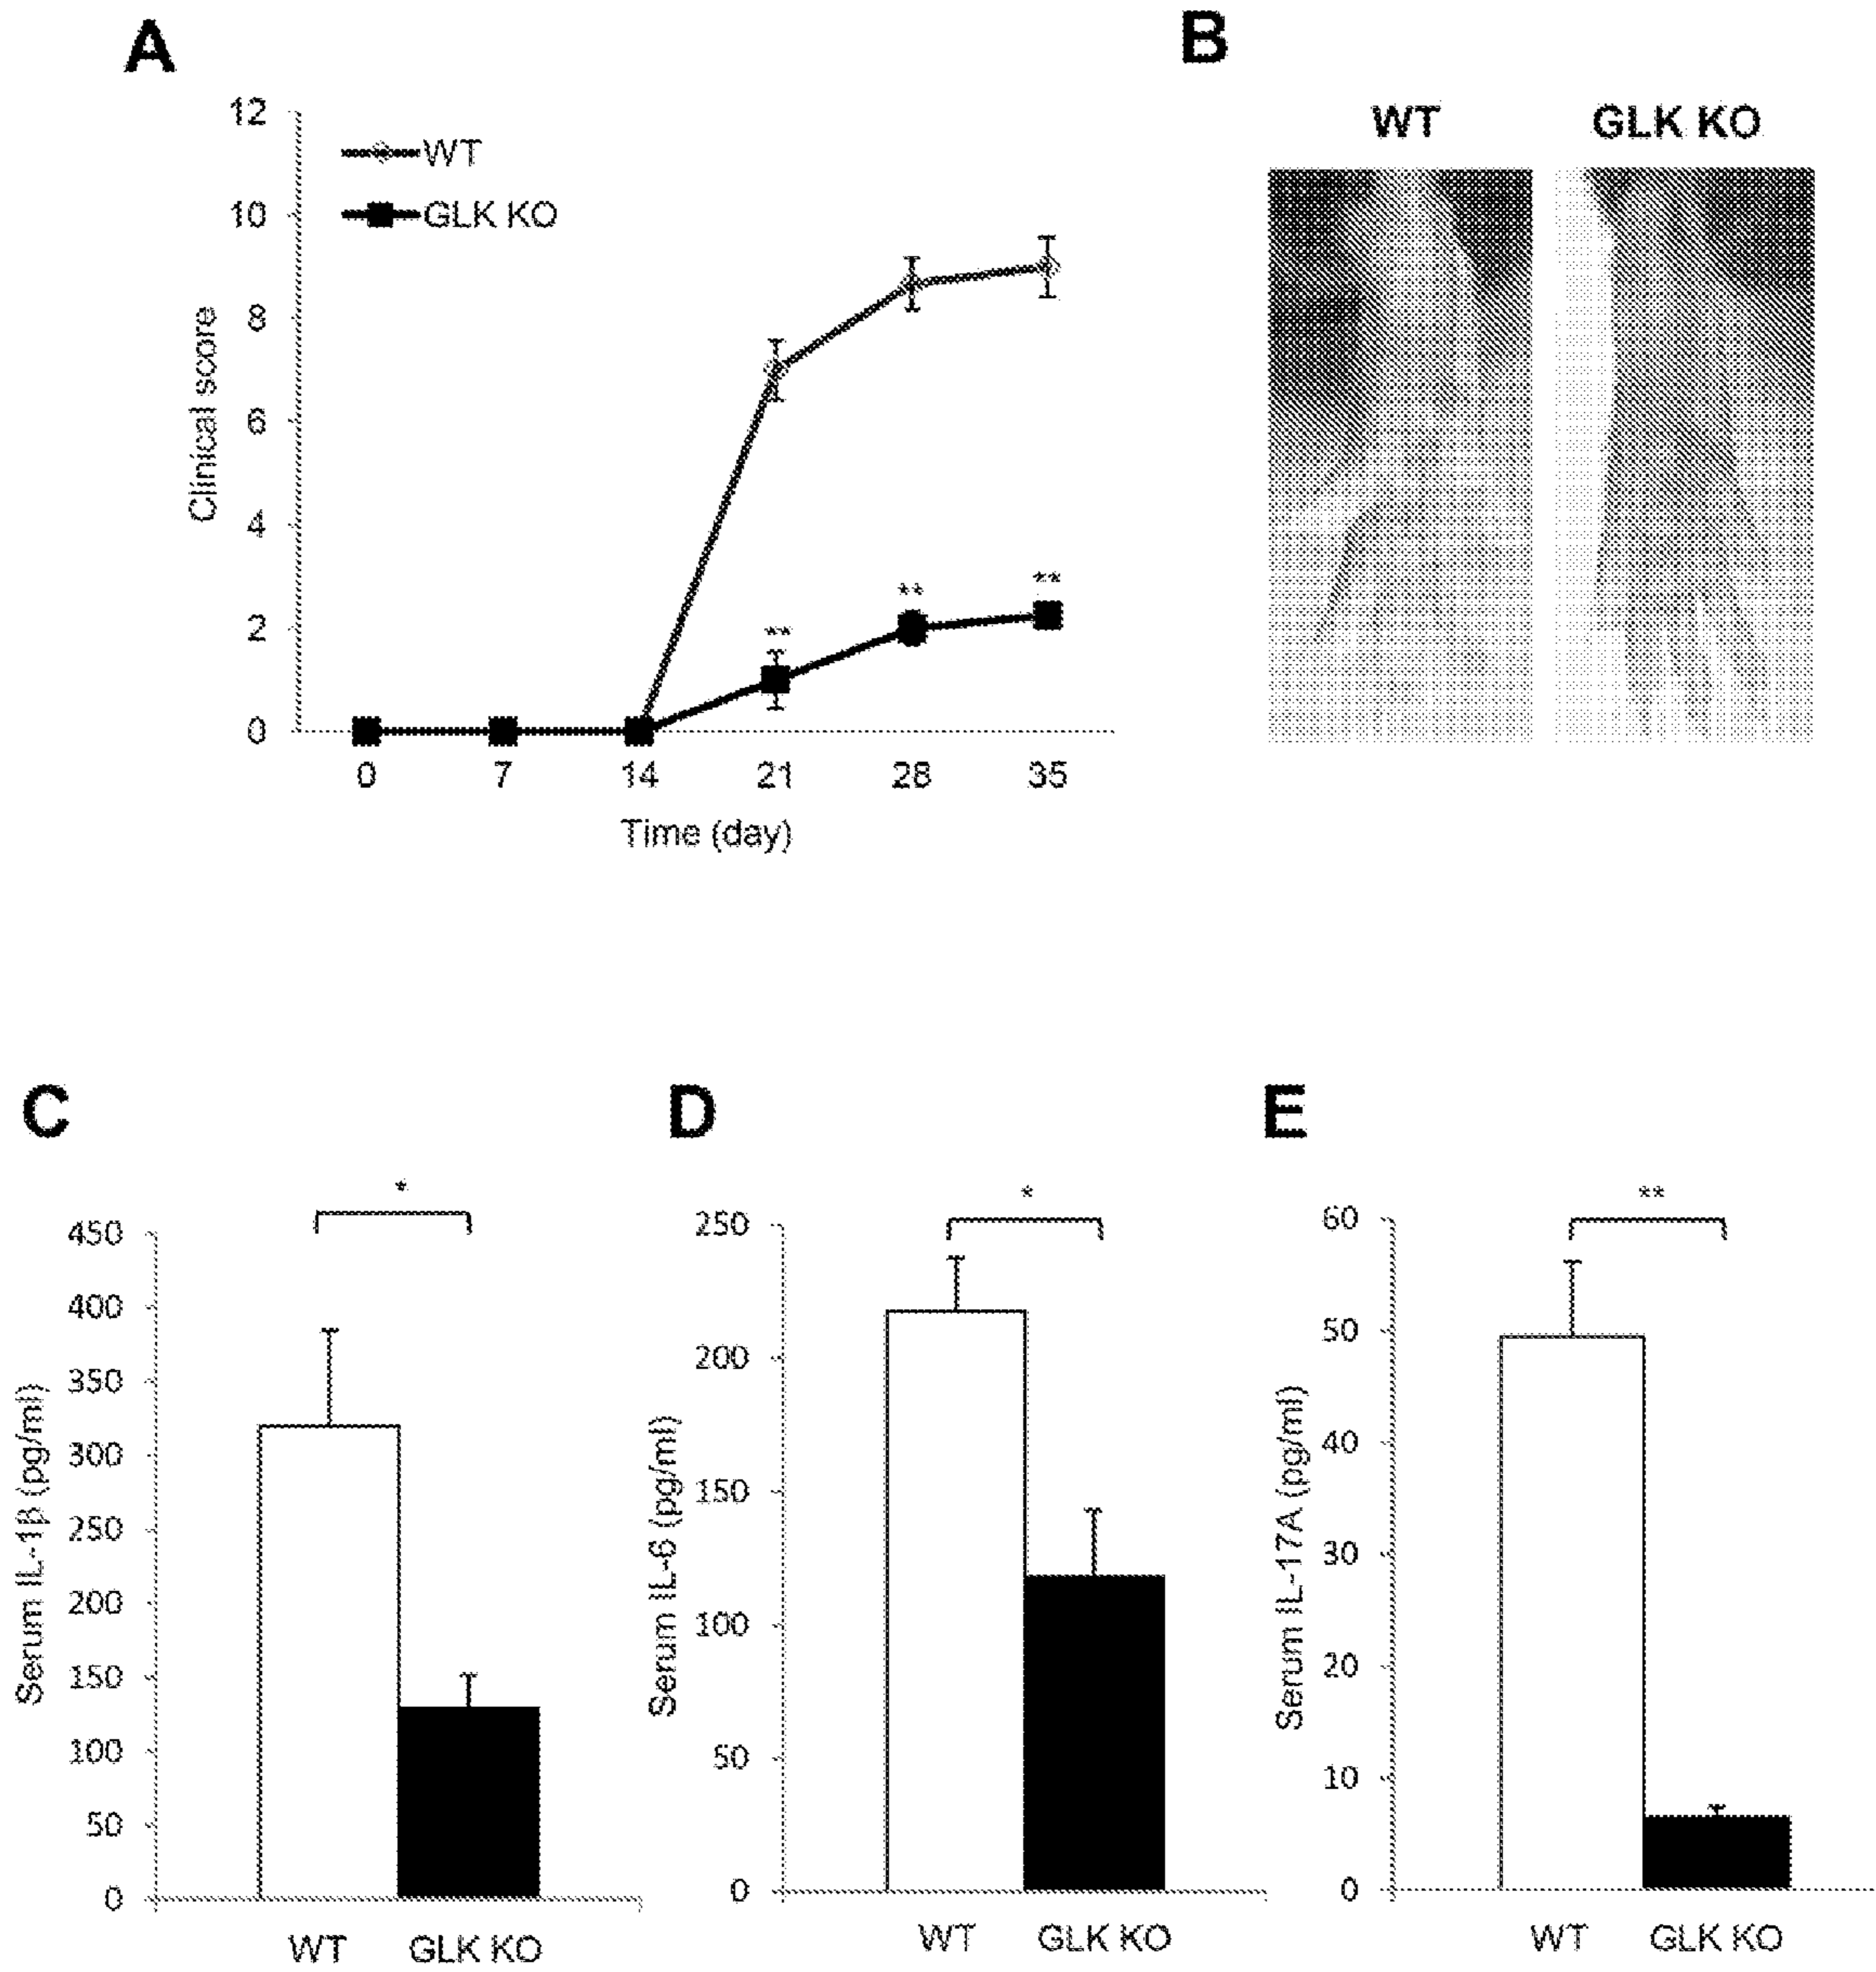 A
12
10
8
6
4
2
0
Clinical score
WT
GLK KO
**
**
**
0 7 14 21 28 35
Time (day)
B
WT GLK KO
C
*
450
400
350
300
250
200
150
100
50
0
Serum IL-1β (pg/ml)
WT GLK KO
D
*
250
200
150
100
50
0
Serum IL-6 (pg/ml)
WT GLK KO
E
**
60
50
40
30
20
10
0
Serum IL-17A (pg/ml)
WT GLK KO